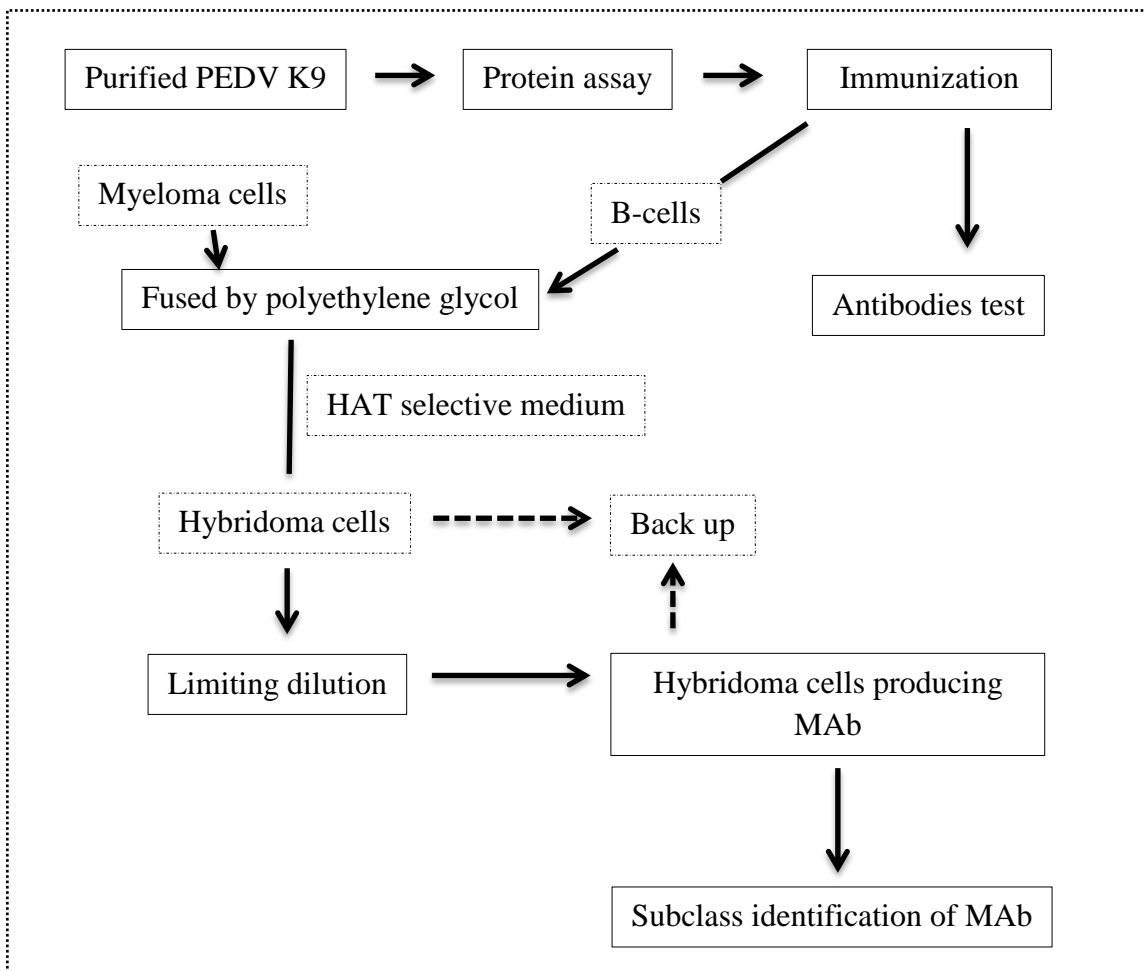 Purified PEDV K9
Protein assay
Immunization
Myeloma cells
B-cells
Fused by polyethylene glycol
Antibodies test
HAT selective medium
Hybridoma cells
Back up
Limiting dilution
Hybridoma cells producing
MAb
Subclass identification of MAb